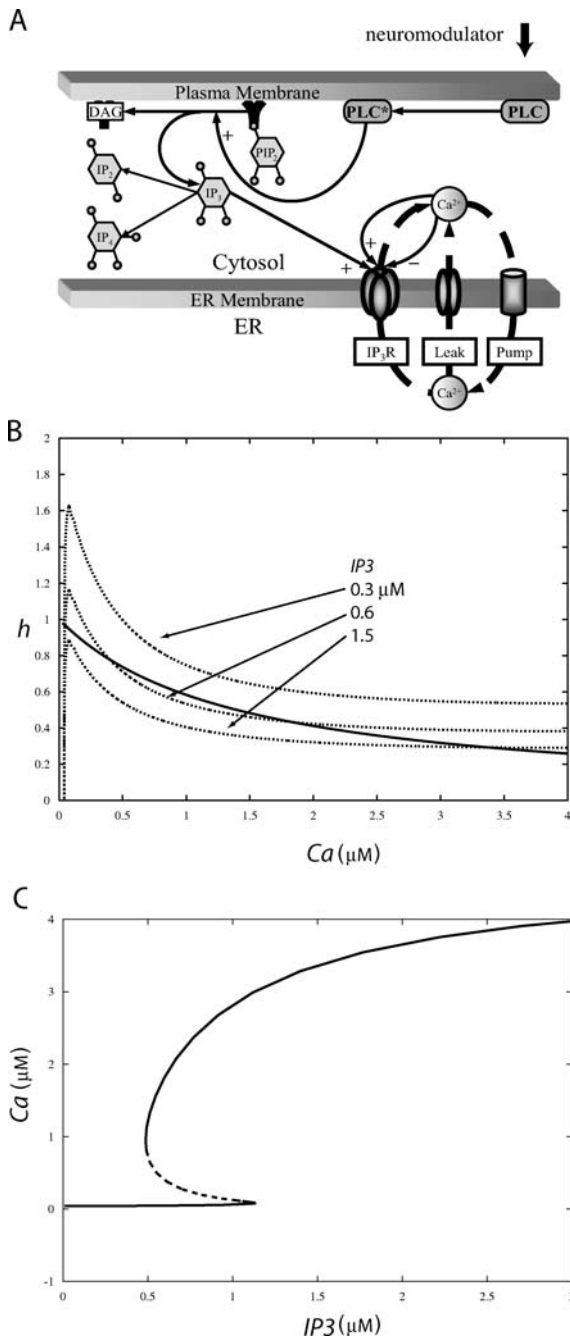 A
neuromodulator
Plasma Membrane
DAG
PLC*
PLC
+
PIP2
IP2
IP3
Ca2+
IP4
Cytosol
+
+
−
ER Membrane
ER
IP3R
Leak
Pump
Ca2+
B
2
1.8
1.6
1.4
1.2
1
0.8
0.6
0.4
0.2
0
h
IP3
0.3 μM
0.6
1.5
0 0.5 1 1.5 2 2.5 3 3.5 4
Ca (μM)
C
4
3
2
1
0
-1
Ca (μM)
0 0.5 1 1.5 2 2.5 3
IP3 (μM)